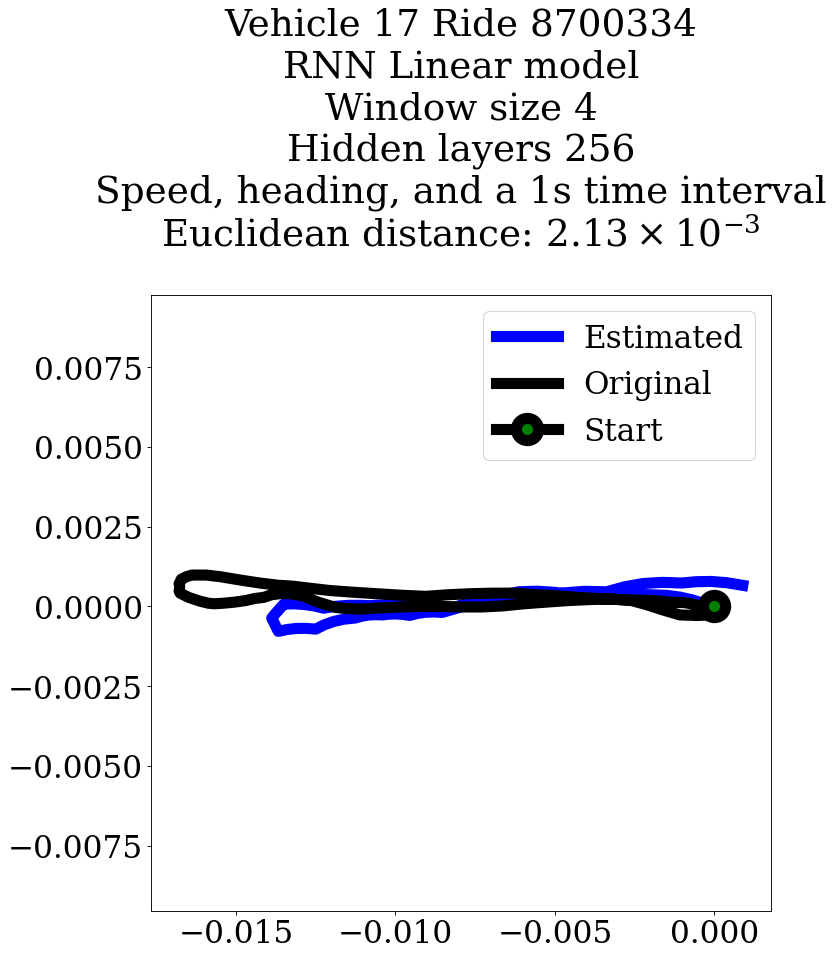 Vehicle 17 Ride 8700334
RNN Linear model
Window size 4
Hidden layers 256
Speed, heading, and a 1s time interval
Euclidean distance: 2.13 × 10⁻³
Estimated
Original
Start
0.0075
0.0050
0.0025
0.0000
−0.0025
−0.0050
−0.0075
−0.015 −0.010 −0.005 0.000